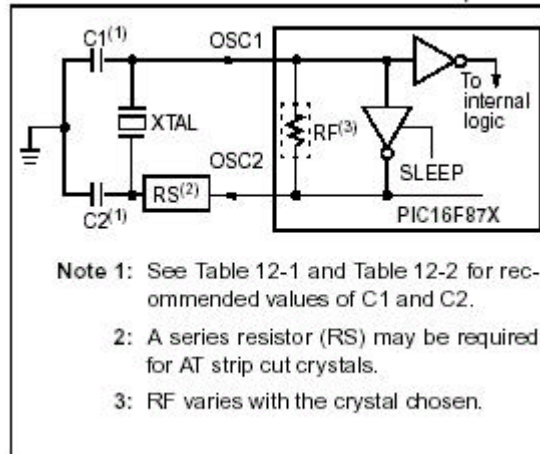 C1(1)
OSC1
To
internal
logic
XTAL
RF(3)
OSC2
SLEEP
RS(2)
C2(1)
PIC16F87X
Note 1: See Table 12-1 and Table 12-2 for rec-
ommended values of C1 and C2.
2: A series resistor (RS) may be required
for AT strip cut crystals.
3: RF varies with the crystal chosen.